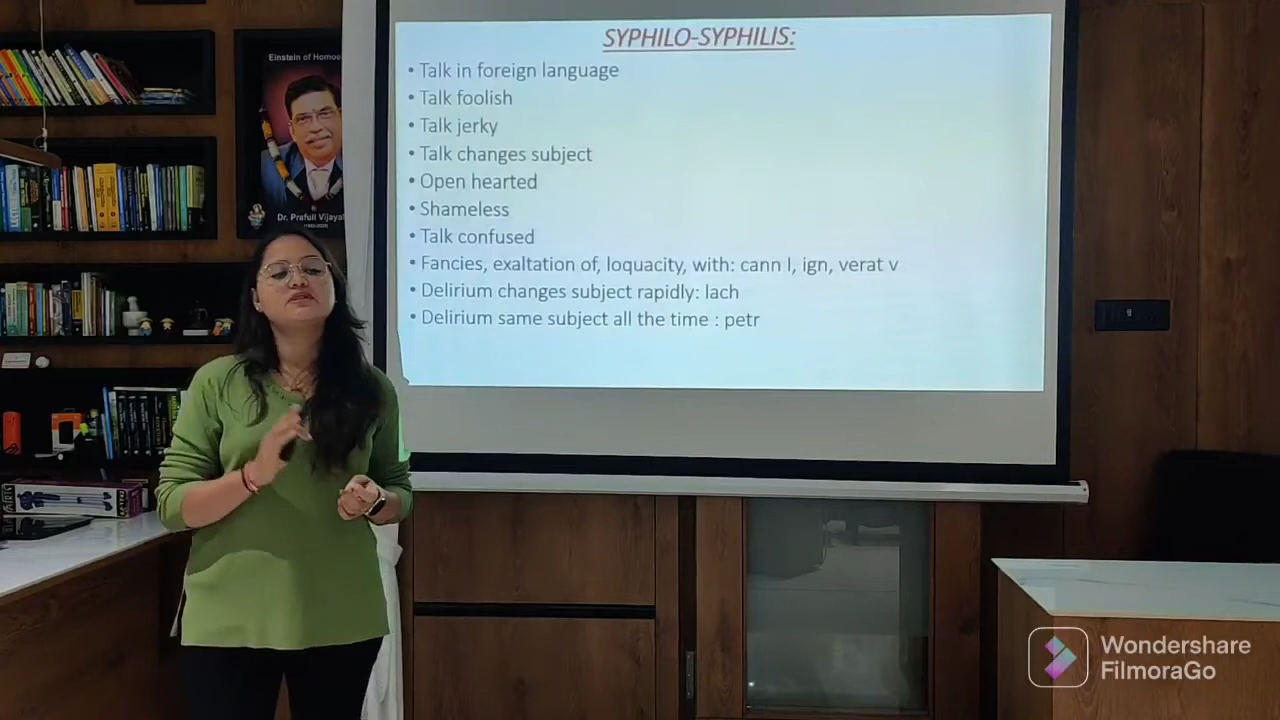 SYPHILO-SYPHILIS:
• Talk in foreign language
• Talk foolish
• Talk jerky
• Talk changes subject
• Open hearted
• Shameless
• Talk confused
• Fancies, exaltation of, loquacity, with: cann I, ign, verat v
• Delirium changes subject rapidly: lach
• Delirium same subject all the time : petr
Einstein of Homoe
Dr. Prafull Vijayal
Wondershare
FilmoraGo